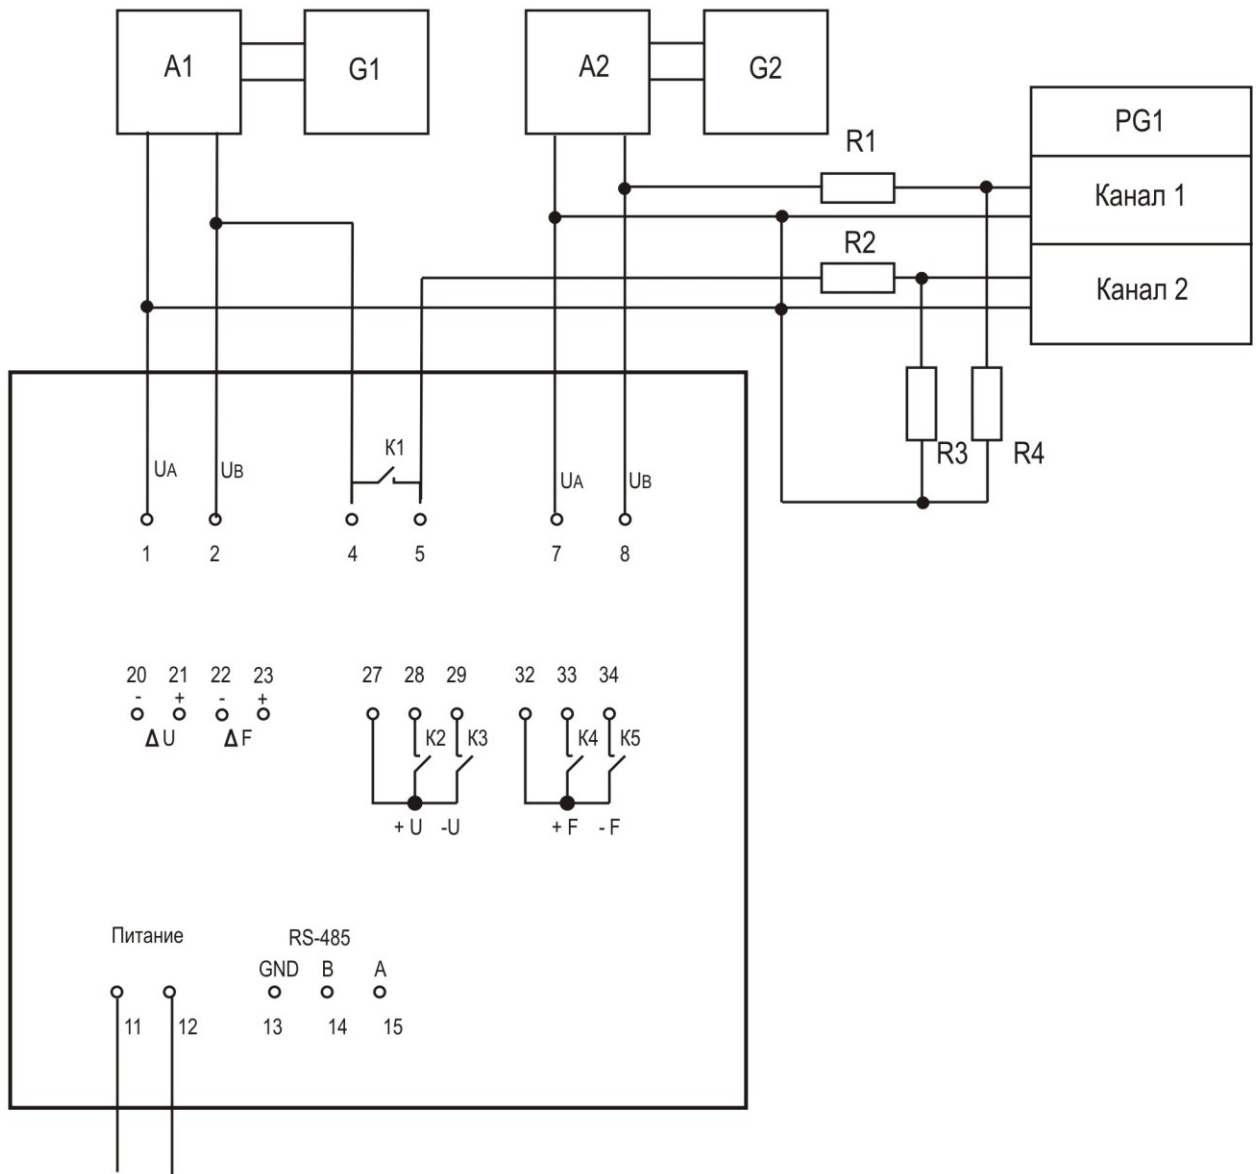 A1 G1 A2 G2
PG1
R1
Канал 1
R2
Канал 2
K1
R3 R4
UA UB UA UB
1 2 4 5 7 8
20 21 22 23 27 28 29 32 33 34
- + - +
Δ U Δ F K2 K3 K4 K5
+ U -U + F - F
Питание RS-485
GND B A
11 12 13 14 15